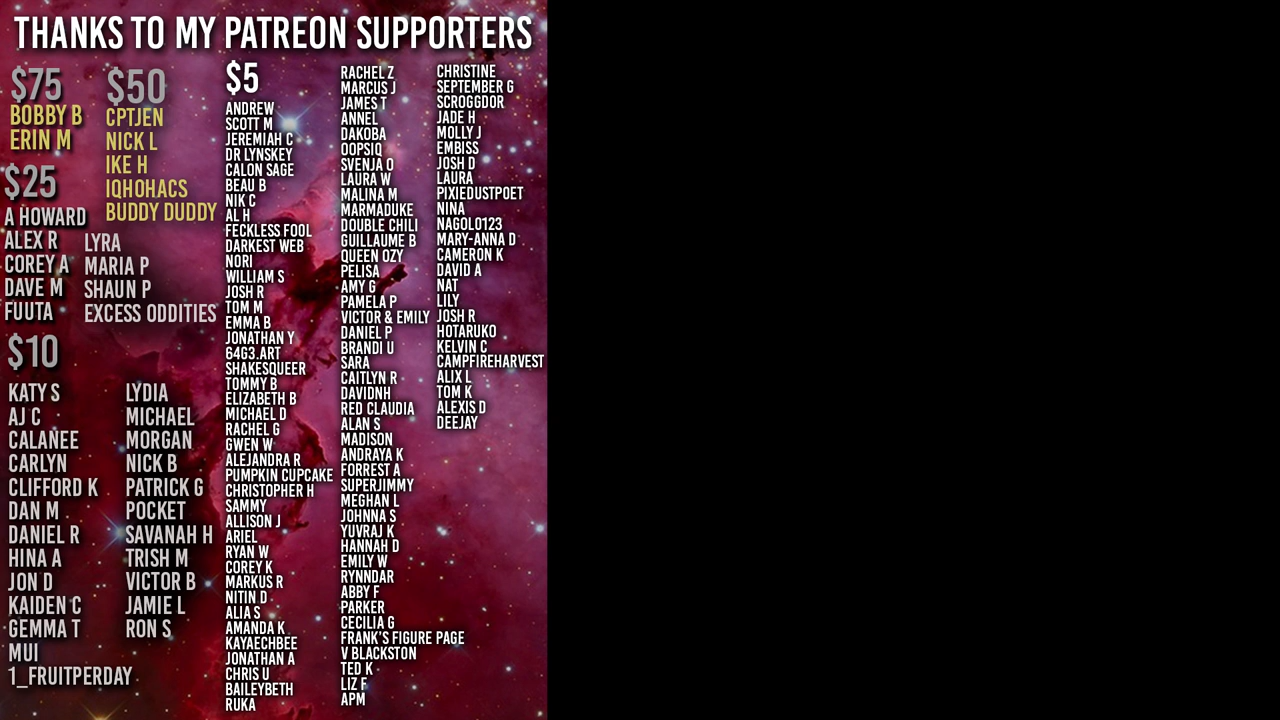 THANKS TO MY PATREON SUPPORTERS
$75
BOBBY B
ERIN M
$50
CPTJEN
NICK L
IKE H
IQHOHACS
BUDDY DUDDY
$25
A HOWARD
ALEX R
COREY A
DAVE M
FUUTA
LYRA
MARIA P
SHAUN P
EXCESS ODDITIES
$10
KATY S
AJ C
CALANEE
CARLYN
CLIFFORD K
DAN M
DANIEL R
HINA A
JON D
KAIDEN C
GEMMA T
MUI
1_FRUITPERDAY
LYDIA
MICHAEL
MORGAN
NICK B
PATRICK G
POCKET
SAVANAH H
TRISH M
VICTOR B
JAMIE L
RON S
$5
ANDREW
SCOTT M
JEREMIAH C
DR LYNSKEY
CALON SAGE
BEAU B
NIK C
AL H
FECKLESS FOOL
DARKEST WEB
NORI
WILLIAM S
JOSH R
TOM M
EMMA B
JONATHAN Y
64G3.ART
SHAKESQUEER
TOMMY B
ELIZABETH B
MICHAEL D
RACHEL G
GWEN W
ALEJANDRA R
PUMPKIN CUPCAKE
CHRISTOPHER H
SAMMY
ALLISON J
ARIEL
RYAN W
COREY K
MARKUS R
NITIN D
ALIA S
AMANDA K
KAYAECHBEE
JONATHAN A
CHRIS U
BAILEYBETH
RUKA
RACHEL Z
MARCUS J
JAMES T
ANNEL
DAKOBA
OOPSIQ
SVENJA O
LAURA W
MALINA M
MARMADUKE
DOUBLE CHILI
GUILLAUME B
QUEEN OZY
PELISA
AMY G
PAMELA P
VICTOR & EMILY
DANIEL P
BRANDI U
SARA
CAITLYN R
DAVIDNH
RED CLAUDIA
ALAN S
MADISON
ANDRAYA K
FORREST A
SUPERJIMMY
MEGHAN L
JOHNNA S
YUVRAJ K
HANNAH D
EMILY W
RYNNDAR
ABBY F
PARKER
CECILIA G
FRANK'S FIGURE PAGE
V BLACKSTON
TED K
LIZ F
APM
CHRISTINE
SEPTEMBER G
SCROGGDOR
JADE H
MOLLY J
EMBISS
JOSH D
LAURA
PIXIEDUSTPOET
NINA
NAGOLO123
MARY-ANNA D
CAMERON K
DAVID A
NAT
LILY
JOSH R
HOTARUKO
KELVIN C
CAMPFIREHARVEST
ALIX L
TOM K
ALEXIS D
DEEJAY